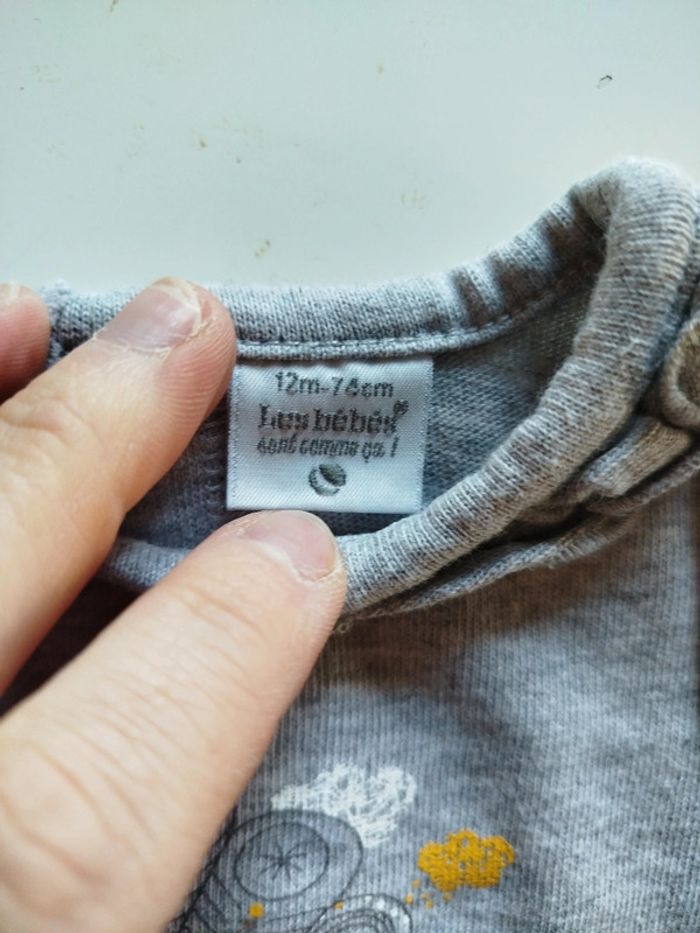 12m-74cm
Les bébés
sont comme ça !